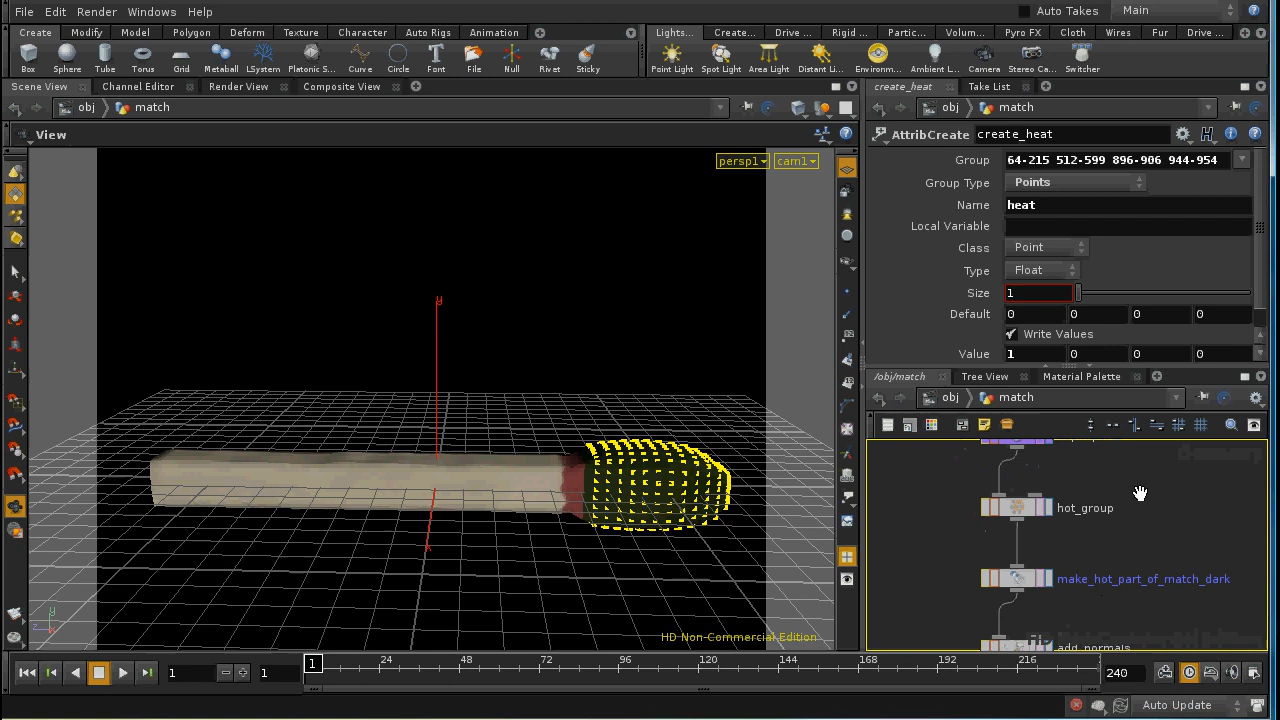 File Edit Render Windows Help Auto Takes Main
Create Modify Model Polygon Deform Texture Character Auto Rigs Animation Lights... Create... Drive ... Rigid ... Partic... Volum... Pyro FX Cloth Wires Fur Drive ...
Box Sphere Tube Torus Grid Metaball LSystem Platonic S... Curve Circle Font File Null Rivet Sticky Point Light Spot Light Area Light Distant Li... Environm... Ambient L... Camera Stereo Ca... Switcher
Scene View Channel Editor Render View Composite View create_heat Take List
obj match obj match
View AttribCreate create_heat
persp1 cam1
Group 64-215 512-599 896-906 944-954
Group Type Points
Name heat
Local Variable
Class Point
Type Float
Size 1
Default 0 0 0 0
Write Values
Value 1 0 0 0
/obj/match Tree View Material Palette
obj match
y
x
hot_group
make_hot_part_of_match_dark
add_normals
y
z
HD Non-Commercial Edition
1 1 1 24 48 72 96 120 144 168 192 216 240
Auto Update